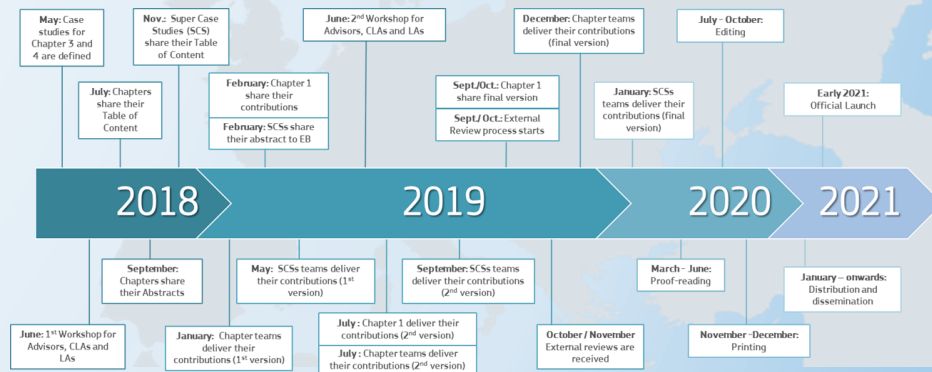 May: Case
studies for
Chapter 3 and
4 are defined
Nov.: Super Case
Studies (SCS)
share their Table
of Content
June: 2nd Workshop for
Advisors, CLAs and LAs
December: Chapter teams
deliver their contributions
(final version)
July - October:
Editing
July: Chapters
share their
Table of
Content
February: Chapter 1
share their
contributions
February: SCSs share
their abstract to EB
Sept./Oct.: Chapter 1
share final version
Sept./ Oct.: External
Review process starts
January: SCSs
teams deliver their
contributions (final
version)
Early 2021:
Official Launch
2018
2019
2020
2021
September:
Chapters share
their Abstracts
May: SCSs teams deliver
their contributions (1st
version)
September: SCSs teams
deliver their contributions
(2nd version)
March - June:
Proof-reading
January – onwards:
Distribution and
dissemination
June: 1st Workshop for
Advisors, CLAs and
LAs
January: Chapter teams
deliver their
contributions (1st version)
July : Chapter 1 deliver their
contributions (2nd version)
July : Chapter teams deliver
their contributions (2nd version)
October / November
External reviews are
received
November -December:
Printing